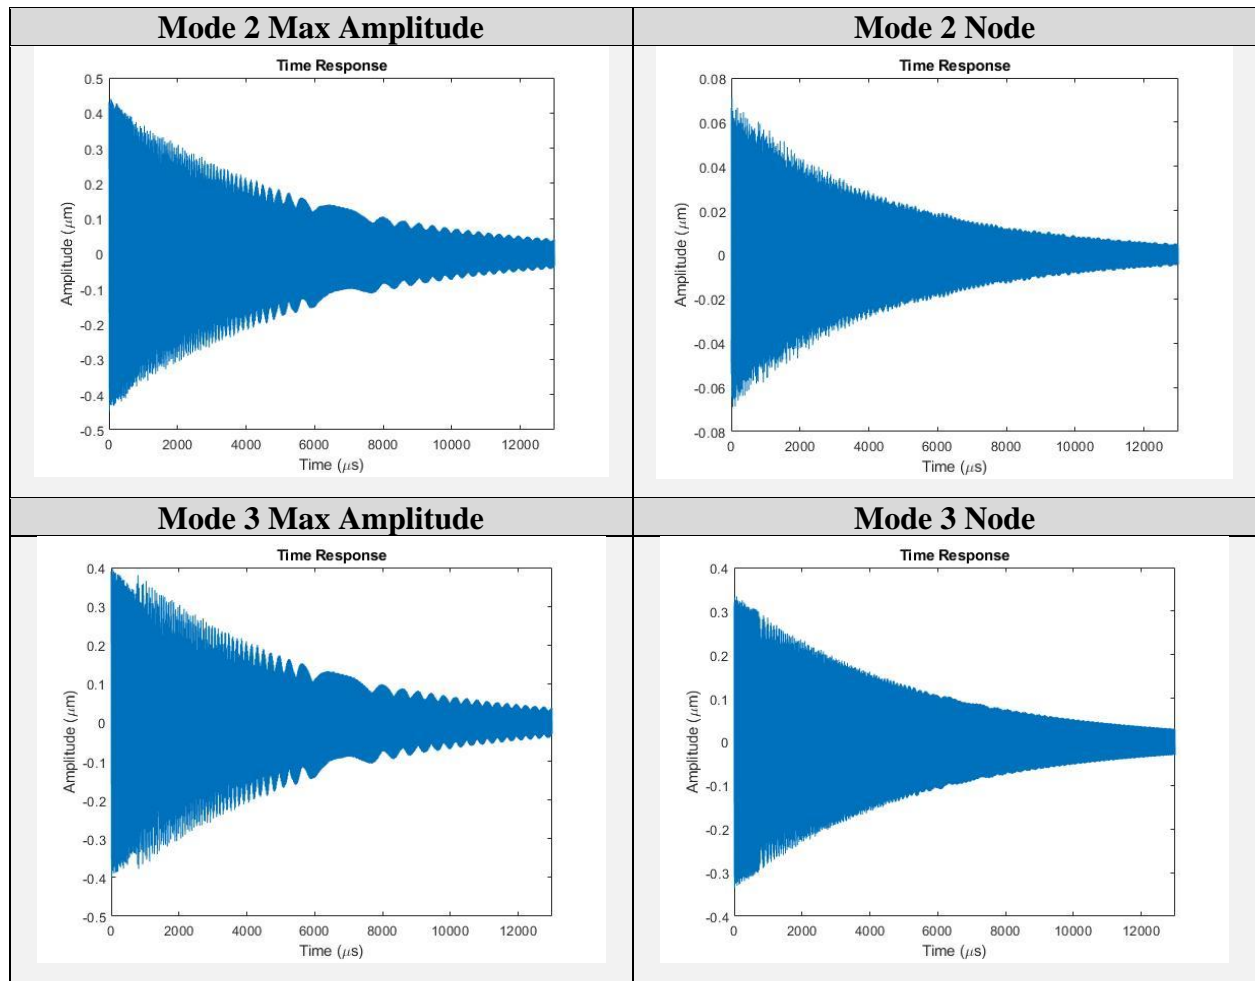 Mode 2 Max Amplitude
Mode 2 Node
Time Response
0.5
0.4
0.3
0.2
0.1
0
-0.1
-0.2
-0.3
-0.4
-0.5
Amplitude (μm)
0 2000 4000 6000 8000 10000 12000
Time (μs)
Time Response
0.08
0.06
0.04
0.02
0
-0.02
-0.04
-0.06
-0.08
Amplitude (μm)
0 2000 4000 6000 8000 10000 12000
Time (μs)
Mode 3 Max Amplitude
Mode 3 Node
Time Response
0.4
0.3
0.2
0.1
0
-0.1
-0.2
-0.3
-0.4
-0.5
Amplitude (μm)
0 2000 4000 6000 8000 10000 12000
Time (μs)
Time Response
0.4
0.3
0.2
0.1
0
-0.1
-0.2
-0.3
-0.4
Amplitude (μm)
0 2000 4000 6000 8000 10000 12000
Time (μs)